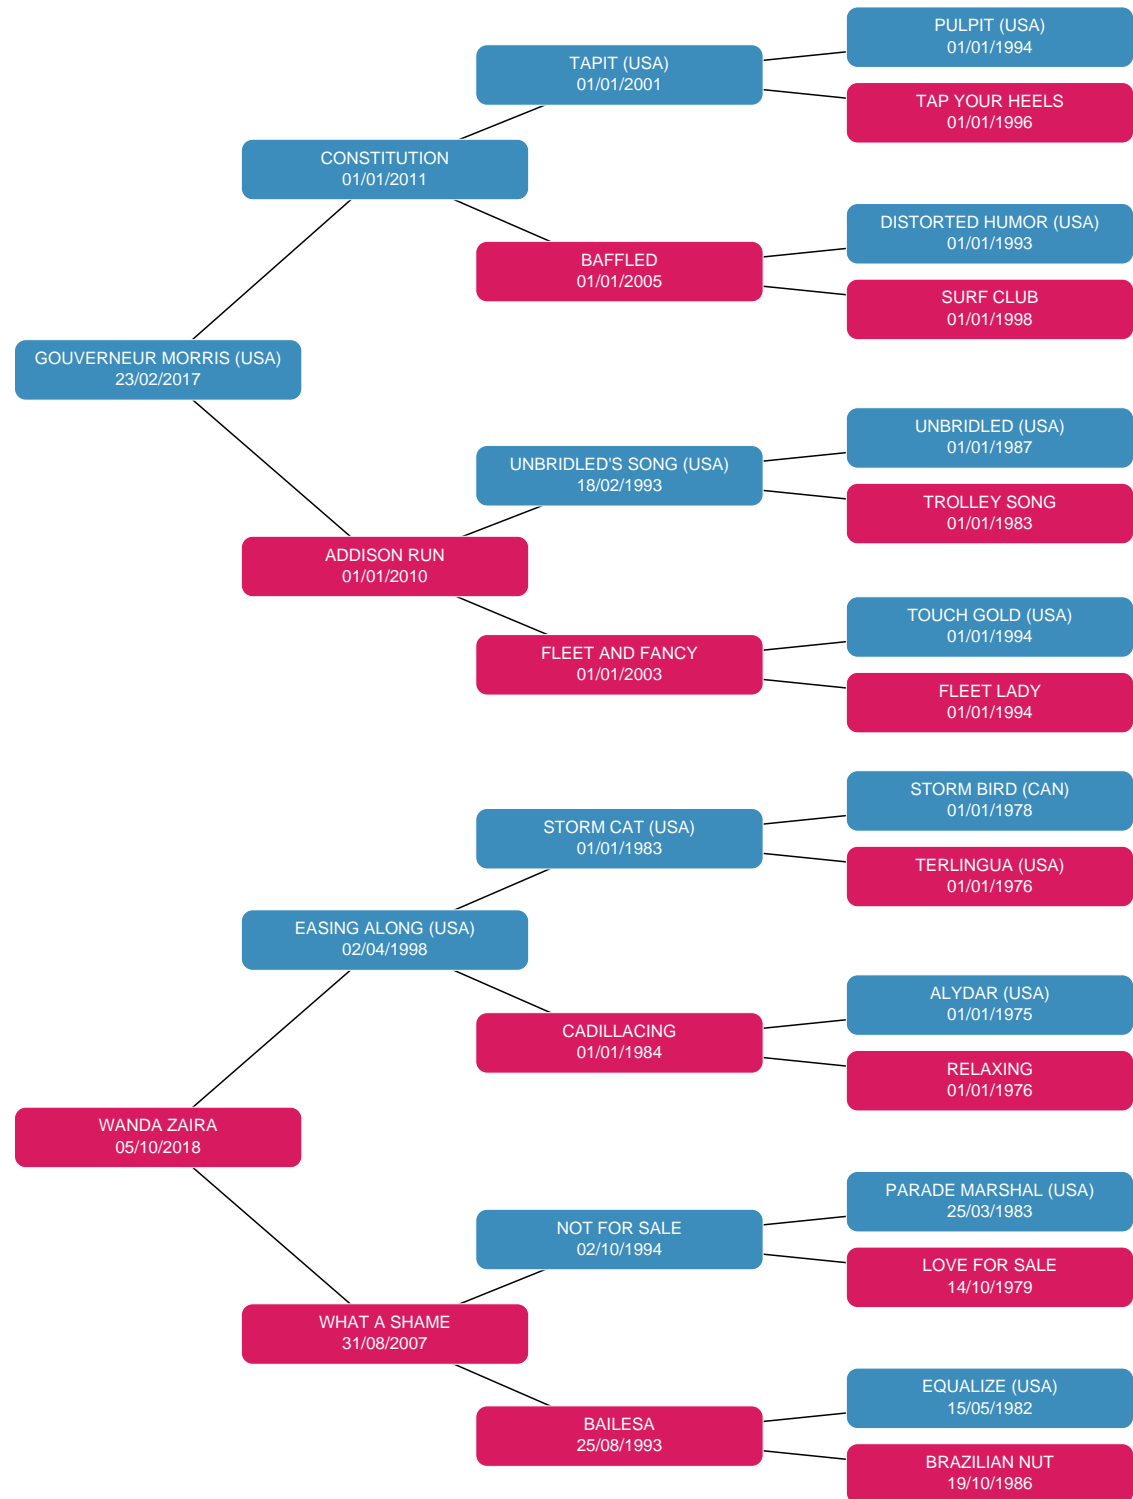 PULPIT (USA)
01/01/1994
TAPIT (USA)
01/01/2001
TAP YOUR HEELS
01/01/1996
CONSTITUTION
01/01/2011
DISTORTED HUMOR (USA)
01/01/1993
BAFFLED
01/01/2005
SURF CLUB
01/01/1998
GOUVERNEUR MORRIS (USA)
23/02/2017
UNBRIDLED (USA)
01/01/1987
UNBRIDLED'S SONG (USA)
18/02/1993
TROLLEY SONG
01/01/1983
ADDISON RUN
01/01/2010
TOUCH GOLD (USA)
01/01/1994
FLEET AND FANCY
01/01/2003
FLEET LADY
01/01/1994
STORM BIRD (CAN)
01/01/1978
STORM CAT (USA)
01/01/1983
TERLINGUA (USA)
01/01/1976
EASING ALONG (USA)
02/04/1998
ALYDAR (USA)
01/01/1975
CADILLACING
01/01/1984
RELAXING
01/01/1976
WANDA ZAIRA
05/10/2018
PARADE MARSHAL (USA)
25/03/1983
NOT FOR SALE
02/10/1994
LOVE FOR SALE
14/10/1979
WHAT A SHAME
31/08/2007
EQUALIZE (USA)
15/05/1982
BAILESA
25/08/1993
BRAZILIAN NUT
19/10/1986